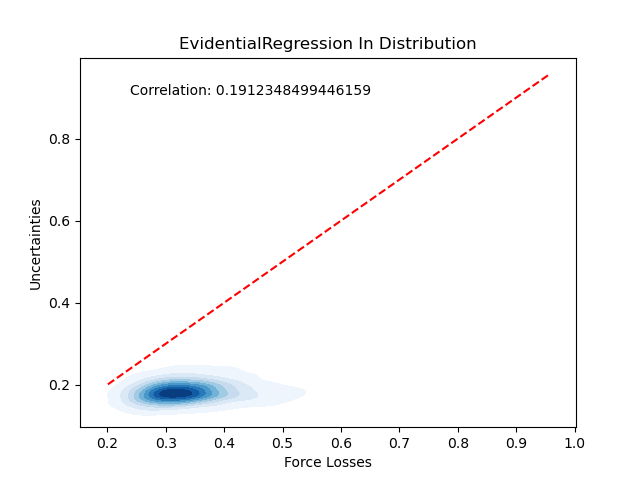 EvidentialRegression In Distribution
Correlation: 0.1912348499446159
Uncertainties
0.8
0.6
0.4
0.2
0.2 0.3 0.4 0.5 0.6 0.7 0.8 0.9 1.0
Force Losses